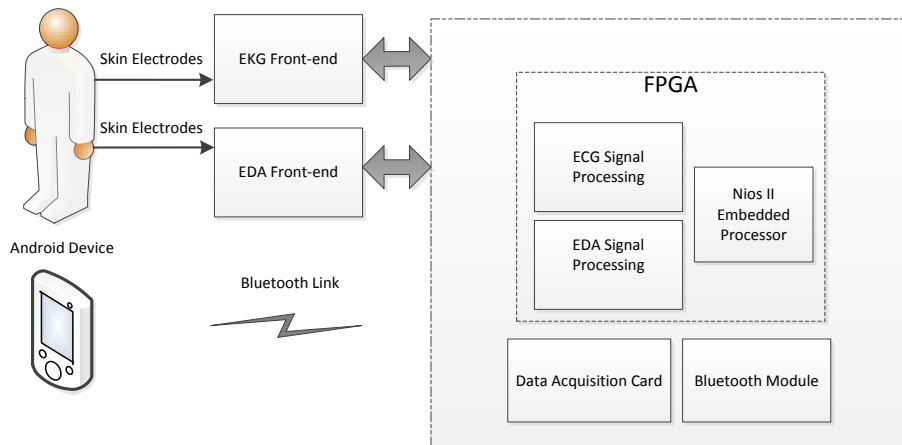 Skin Electrodes
EKG Front-end
Skin Electrodes
EDA Front-end
FPGA
ECG Signal
Processing
Nios II
Embedded
Processor
EDA Signal
Processing
Android Device
Bluetooth Link
Data Acquisition Card
Bluetooth Module